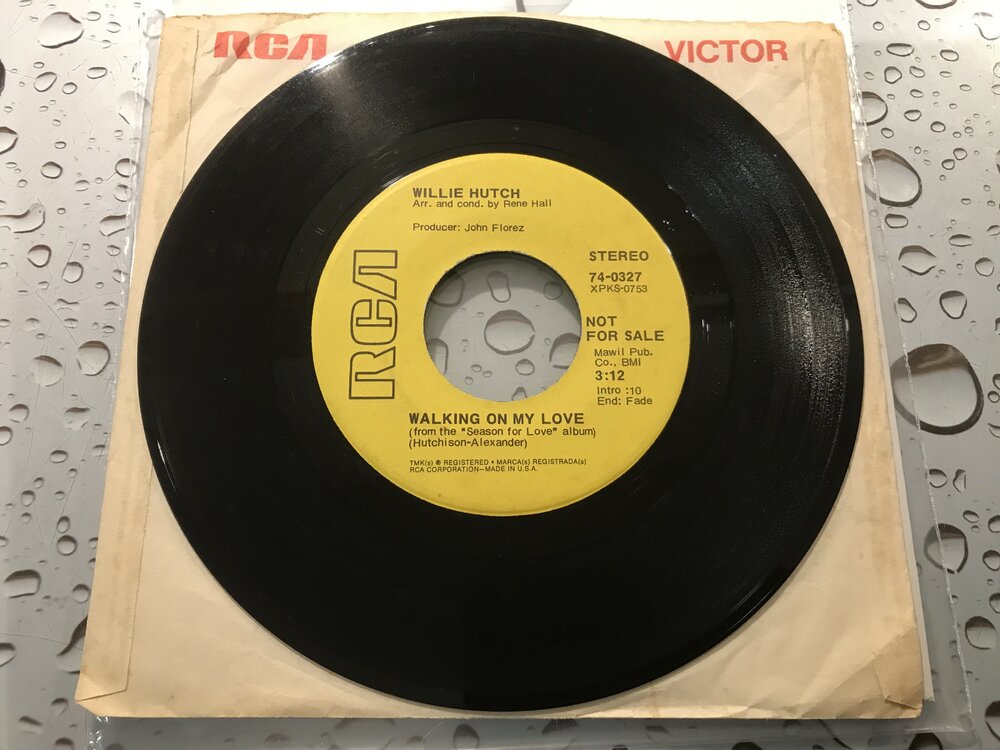 RCA VICTOR
WILLIE HUTCH
Arr. and cond. by Rene Hall
Producer: John Florez
RCA
STEREO
74-0327
XPKS-0753
NOT
FOR SALE
Mawil Pub.
Co., BMI
3:12
Intro :10
End: Fade
WALKING ON MY LOVE
(from the "Season for Love" album)
(Hutchison-Alexander)
TMK(s) ® REGISTERED • MARCA(s) REGISTRADA(s)
RCA CORPORATION—MADE IN U.S.A.